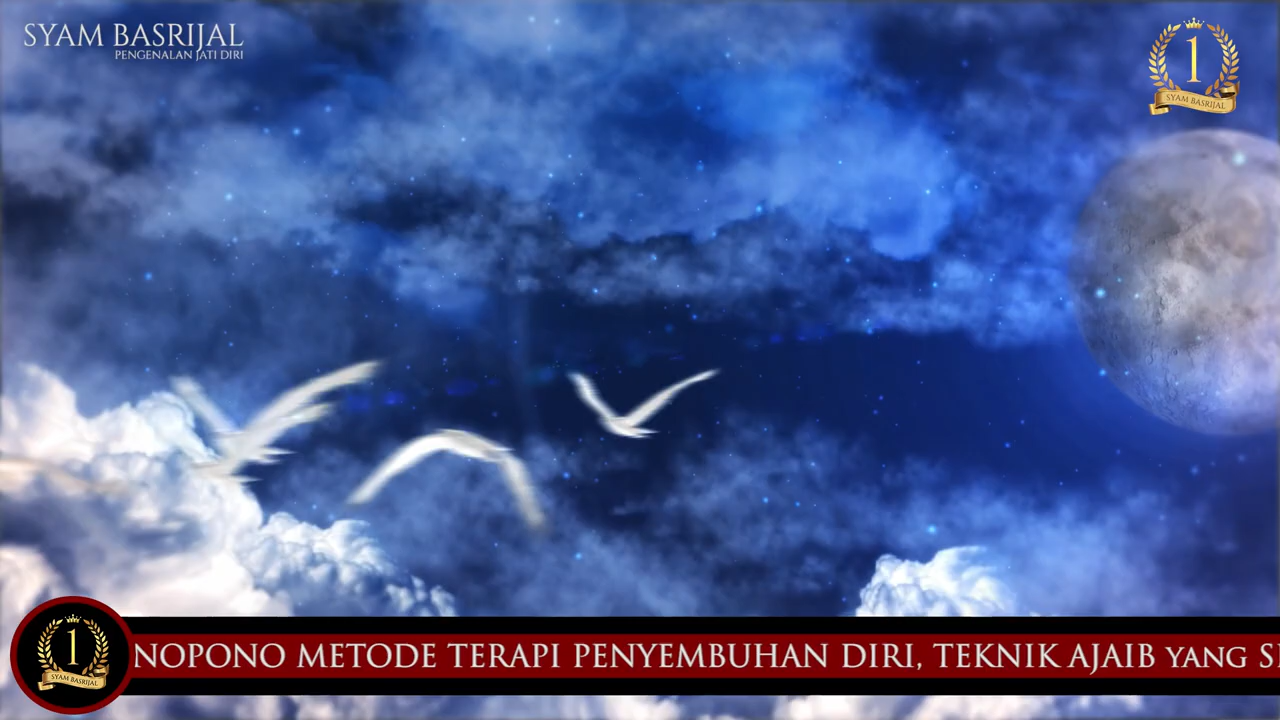 SYAM BASRIJAL
PENGENALAN JATI DIRI
1
SYAM BASRIJAL
1
SYAM BASRIJAL
NOPONO METODE TERAPI PENYEMBUHAN DIRI, TEKNIK AJAIB YANG